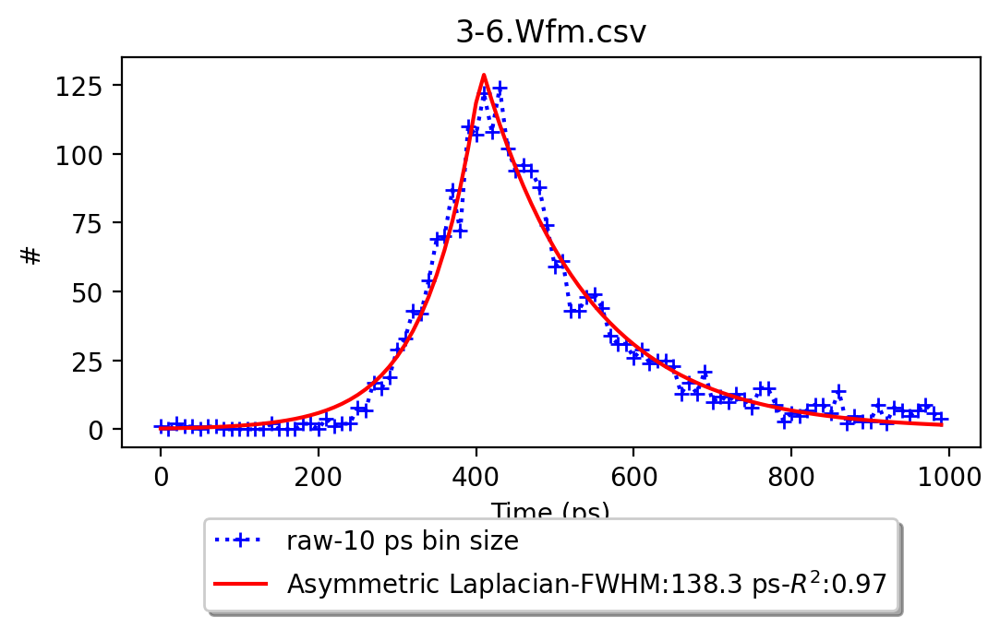 3-6.Wfm.csv
125
100
75
50
25
0
#
0 200 400 600 800 1000
Time (ps)
raw-10 ps bin size
Asymmetric Laplacian-FWHM:138.3 ps-R²:0.97